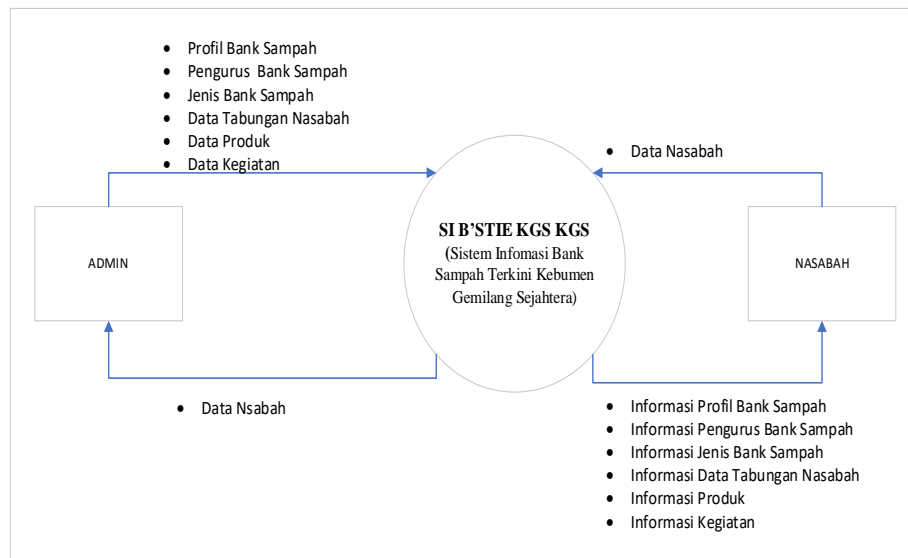 • Profil Bank Sampah
• Pengurus Bank Sampah
• Jenis Bank Sampah
• Data Tabungan Nasabah
• Data Produk
• Data Kegiatan
• Data Nasabah
ADMIN
SI B’STIE KGS KGS
(Sistem Infomasi Bank
Sampah Terkini Kebumen
Gemilang Sejahtera)
NASABAH
• Data Nsabah
• Informasi Profil Bank Sampah
• Informasi Pengurus Bank Sampah
• Informasi Jenis Bank Sampah
• Informasi Data Tabungan Nasabah
• Informasi Produk
• Informasi Kegiatan